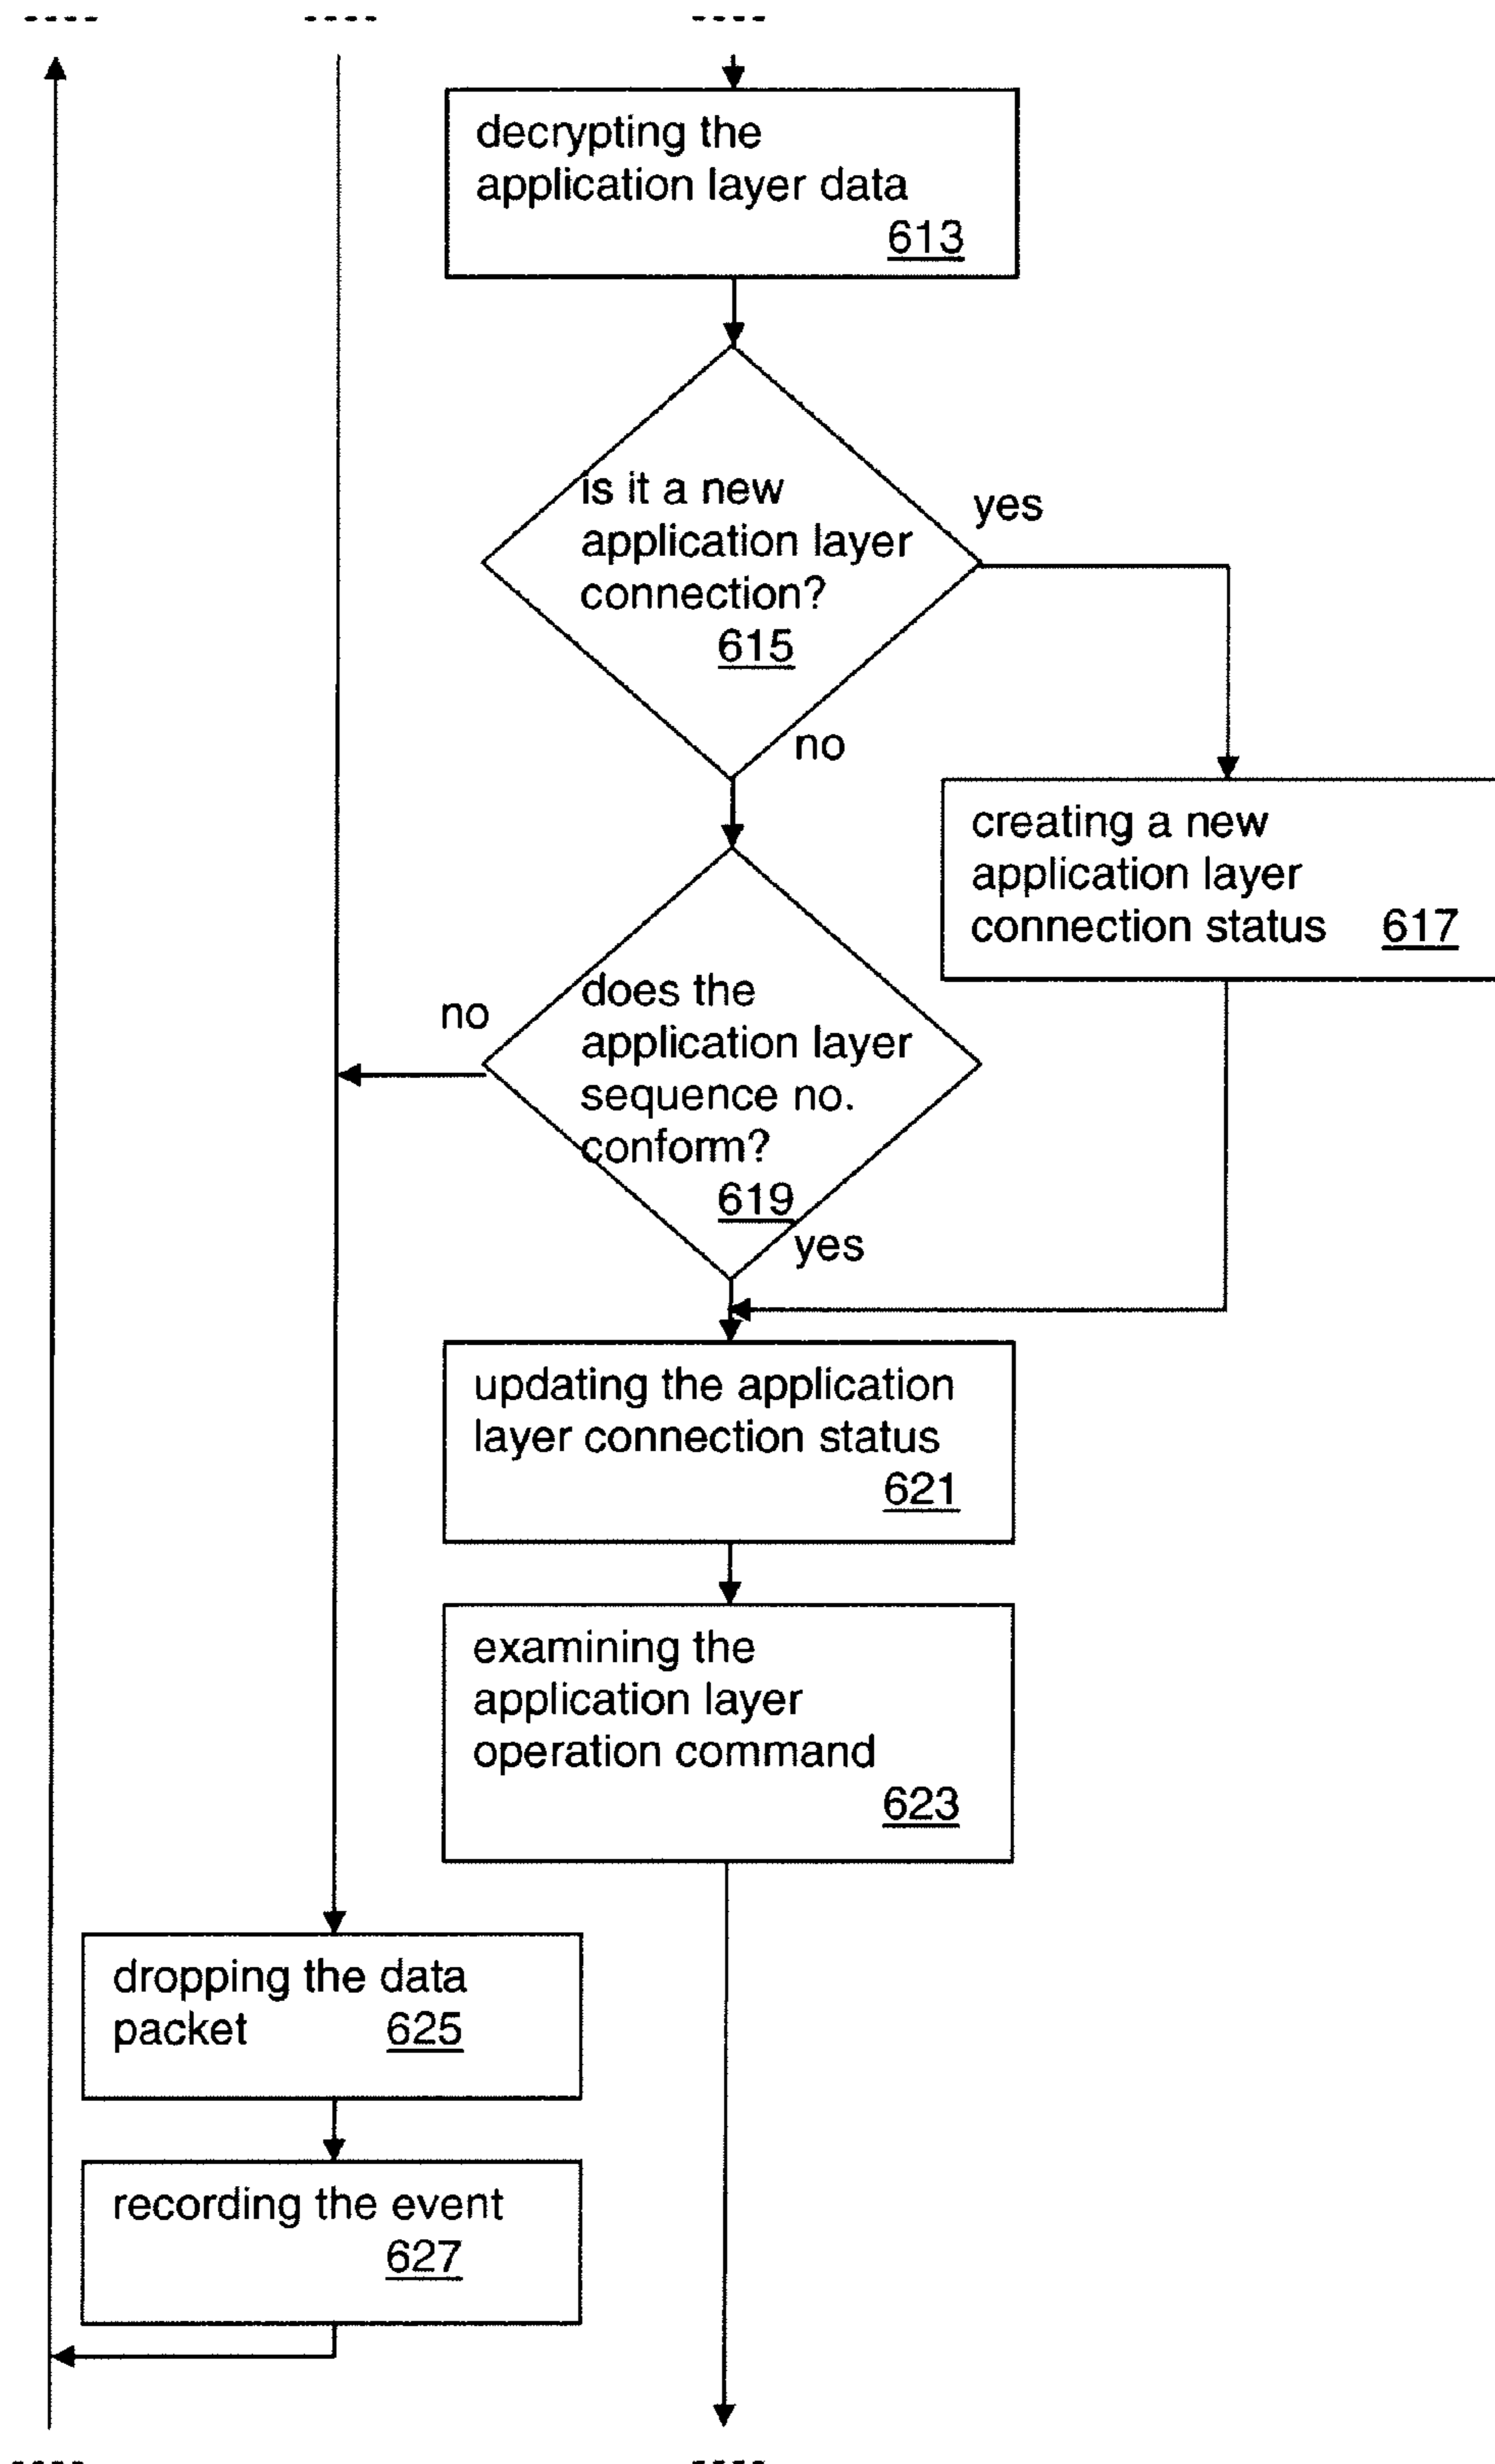 decrypting the
application layer data
613
is it a new
application layer
connection?
615
yes
no
creating a new
application layer
connection status 617
does the
application layer
sequence no.
conform?
619
no
yes
updating the application
layer connection status
621
examining the
application layer
operation command
623
dropping the data
packet 625
recording the event
627